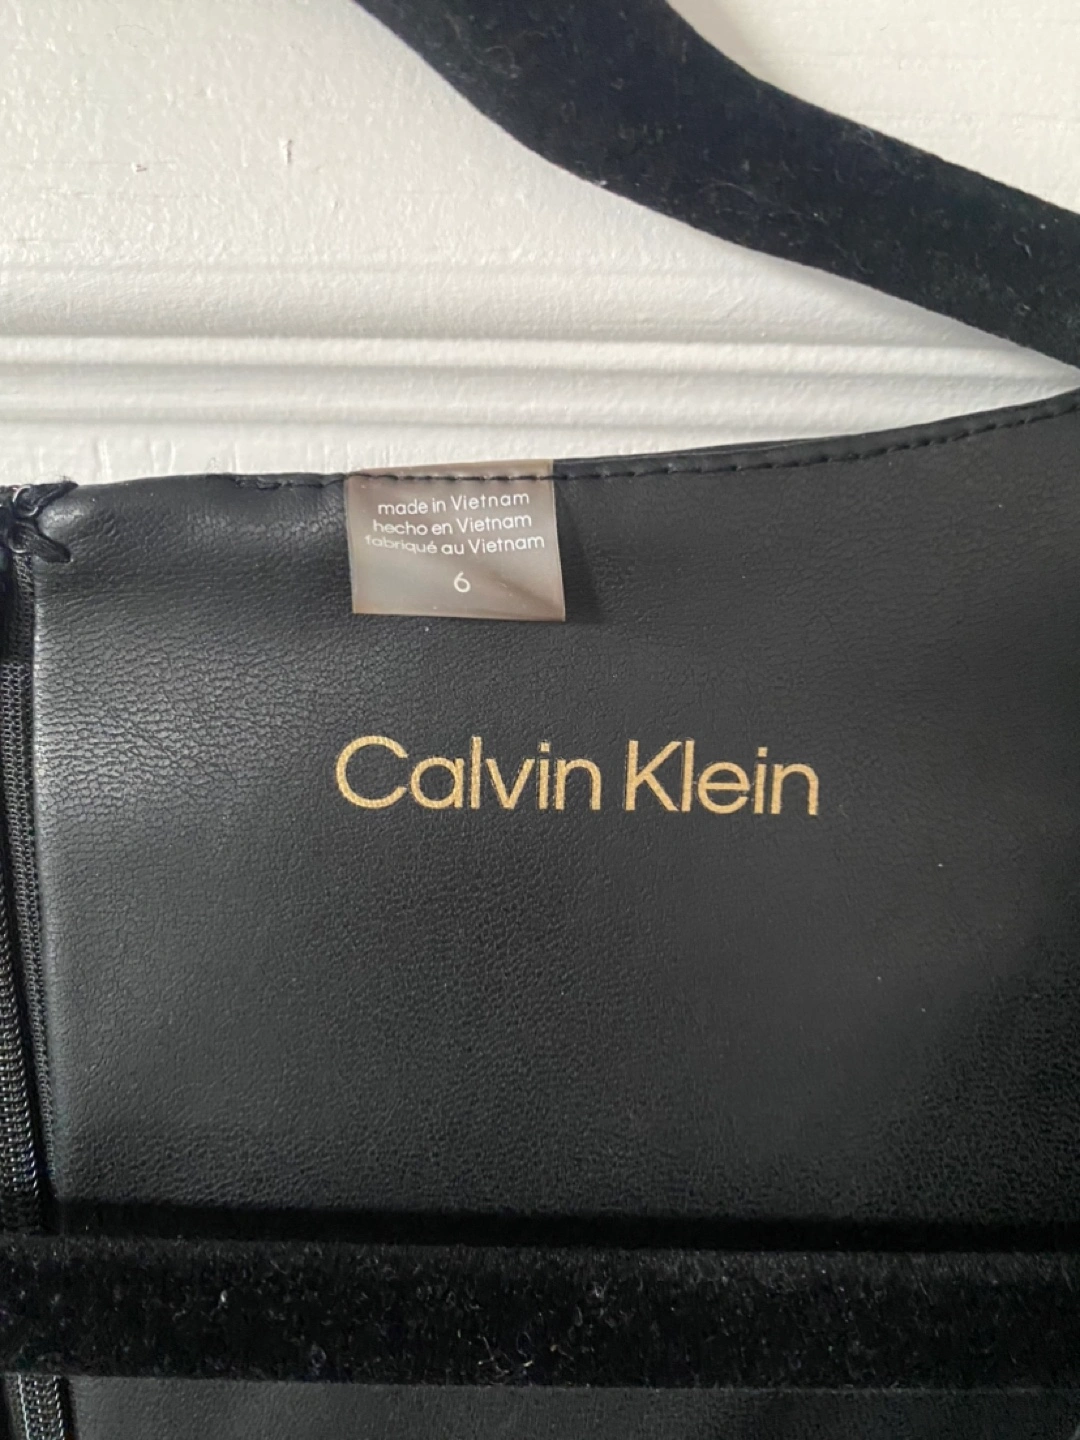 made in Vietnam
hecho en Vietnam
fabriqué au Vietnam
6
Calvin Klein